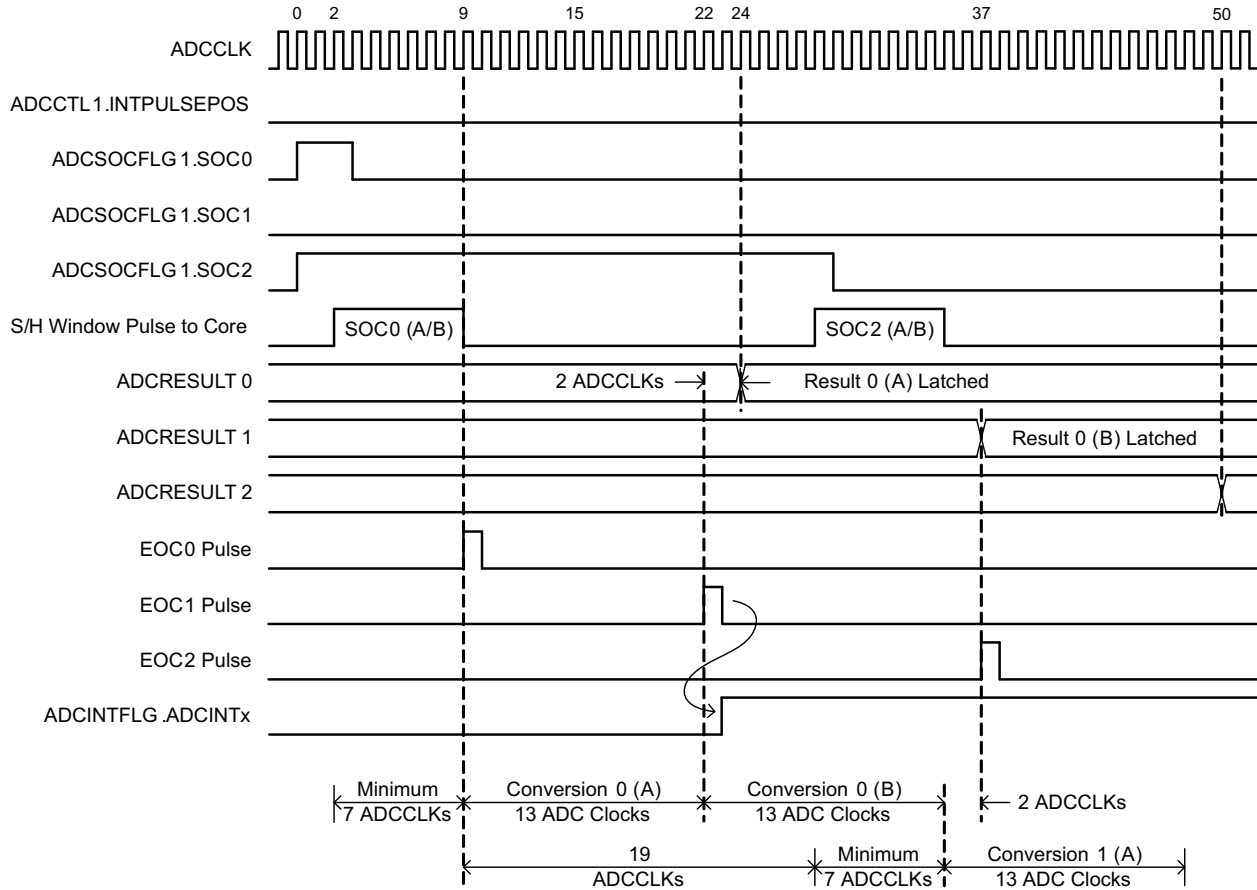 0 2 9 15 22 24 37 50
ADCCLK
ADCCTL1.INTPULSEPOS
ADCSOCFLG1.SOC0
ADCSOCFLG1.SOC1
ADCSOCFLG1.SOC2
S/H Window Pulse to Core SOC0 (A/B) SOC2 (A/B)
ADCRESULT 0 2 ADCCLKs Result 0 (A) Latched
ADCRESULT 1 Result 0 (B) Latched
ADCRESULT 2
EOC0 Pulse
EOC1 Pulse
EOC2 Pulse
ADCINTFLG.ADCINTx
Minimum Conversion 0 (A) Conversion 0 (B)
7 ADCCLKs 13 ADC Clocks 13 ADC Clocks 2 ADCCLKs
19 Minimum Conversion 1 (A)
ADCCLKs 7 ADCCLKs 13 ADC Clocks